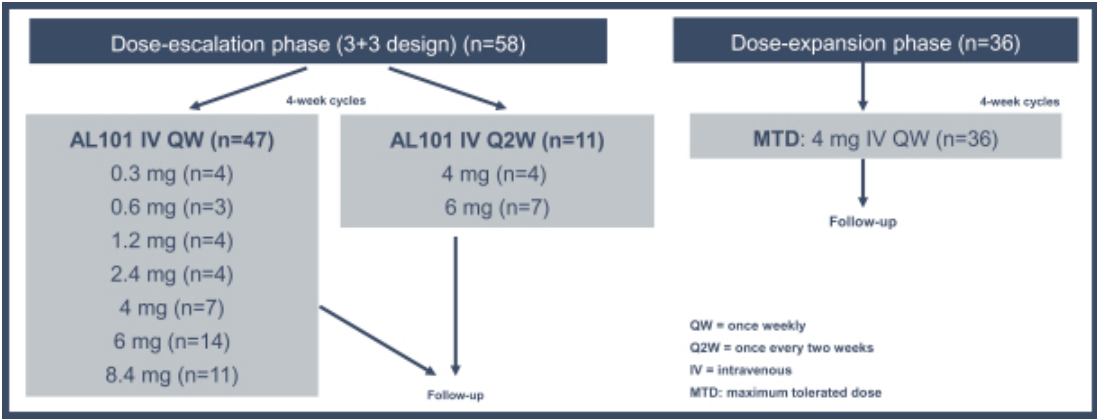 Dose-escalation phase (3+3 design) (n=58)
4-week cycles
AL101 IV QW (n=47)
0.3 mg (n=4)
0.6 mg (n=3)
1.2 mg (n=4)
2.4 mg (n=4)
4 mg (n=7)
6 mg (n=14)
8.4 mg (n=11)
AL101 IV Q2W (n=11)
4 mg (n=4)
6 mg (n=7)
Follow-up
Dose-expansion phase (n=36)
4-week cycles
MTD: 4 mg IV QW (n=36)
Follow-up
QW = once weekly
Q2W = once every two weeks
IV = intravenous
MTD: maximum tolerated dose